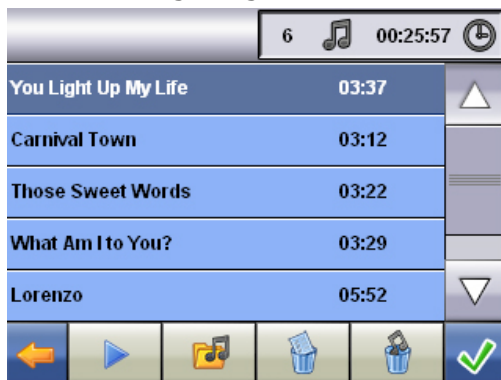 6 00:25:57
You Light Up My Life 03:37
Carnival Town 03:12
Those Sweet Words 03:22
What Am I to You? 03:29
Lorenzo 05:52